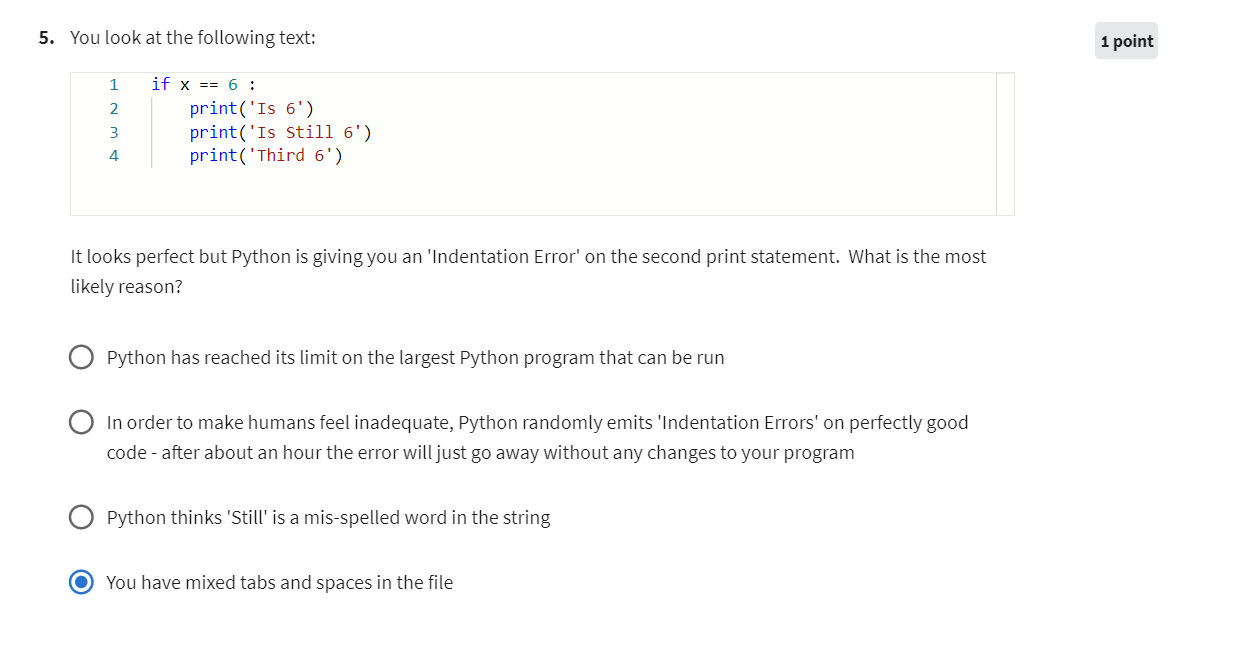 5. You look at the following text:
1 point
1 if x == 6 :
2 print('Is 6')
3 print('Is Still 6')
4 print('Third 6')
It looks perfect but Python is giving you an 'Indentation Error' on the second print statement. What is the most
likely reason?
Python has reached its limit on the largest Python program that can be run
In order to make humans feel inadequate, Python randomly emits 'Indentation Errors' on perfectly good
code - after about an hour the error will just go away without any changes to your program
Python thinks 'Still' is a mis-spelled word in the string
You have mixed tabs and spaces in the file